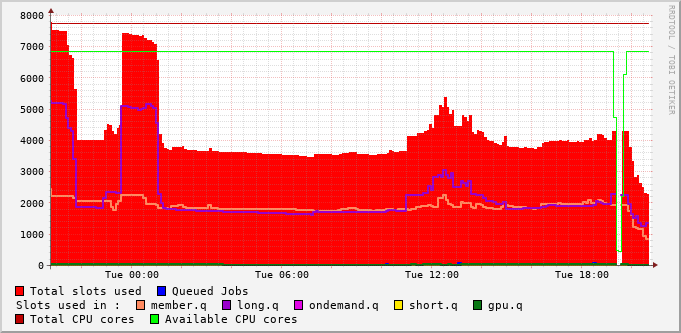 8000
7000
6000
5000
4000
3000
2000
1000
0
Tue 00:00 Tue 06:00 Tue 12:00 Tue 18:00
RRDTOOL / TOBI OETIKER
Total slots used Queued Jobs
Slots used in : member.q long.q ondemand.q short.q gpu.q
Total CPU cores Available CPU cores